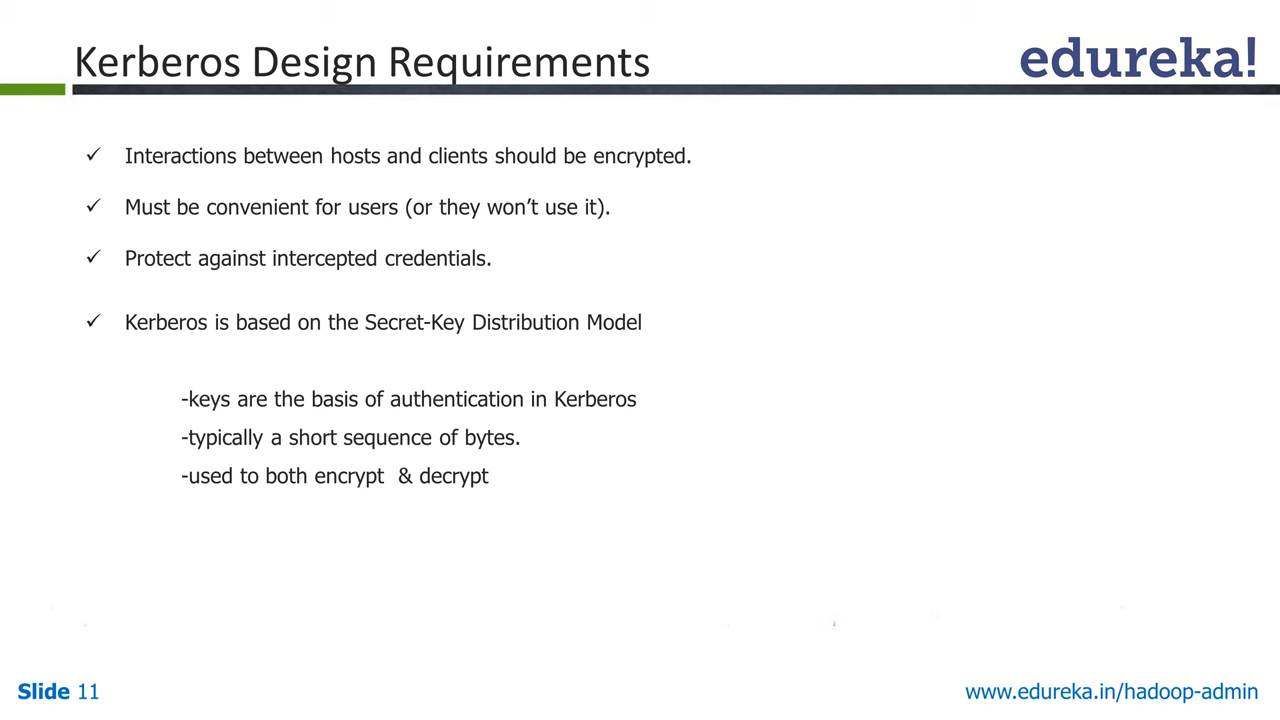 Kerberos Design Requirements
edureka!
✓ Interactions between hosts and clients should be encrypted.
✓ Must be convenient for users (or they won’t use it).
✓ Protect against intercepted credentials.
✓ Kerberos is based on the Secret-Key Distribution Model
-keys are the basis of authentication in Kerberos
-typically a short sequence of bytes.
-used to both encrypt  & decrypt
Slide 11
www.edureka.in/hadoop-admin